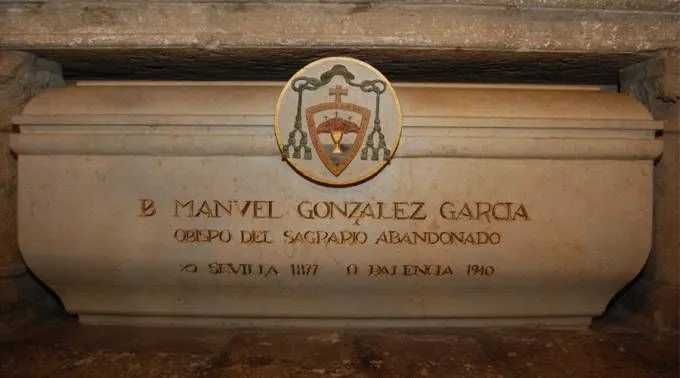 B MANVEL GONZALEZ GARCIA
OBISPO DEL SAGRARIO ABANDONADO
SEVILLA 1877 PALENCIA 1940